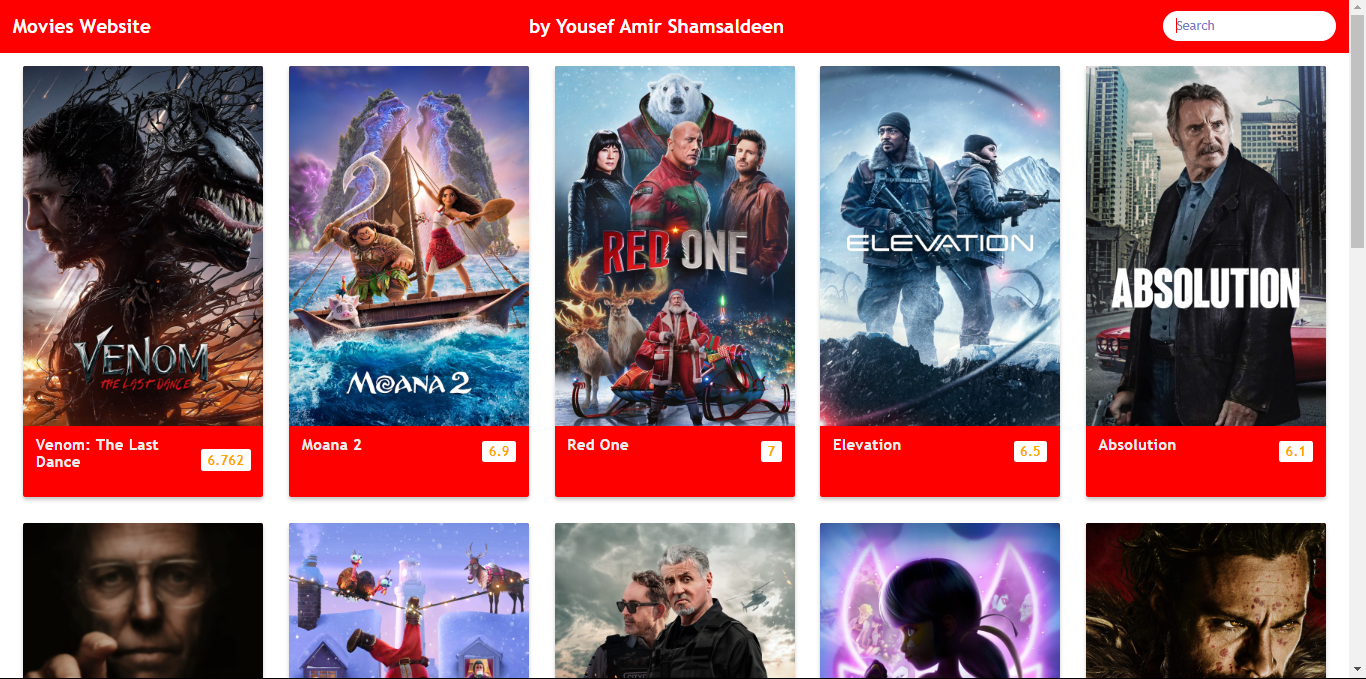 Movies Website
by Yousef Amir Shamsaldeen
Search
VENOM
THE LAST DANCE
MOANA 2
RED ONE
ELEVATION
ABSOLUTION
Venom: The Last
Dance
6.762
Moana 2
6.9
Red One
7
Elevation
6.5
Absolution
6.1